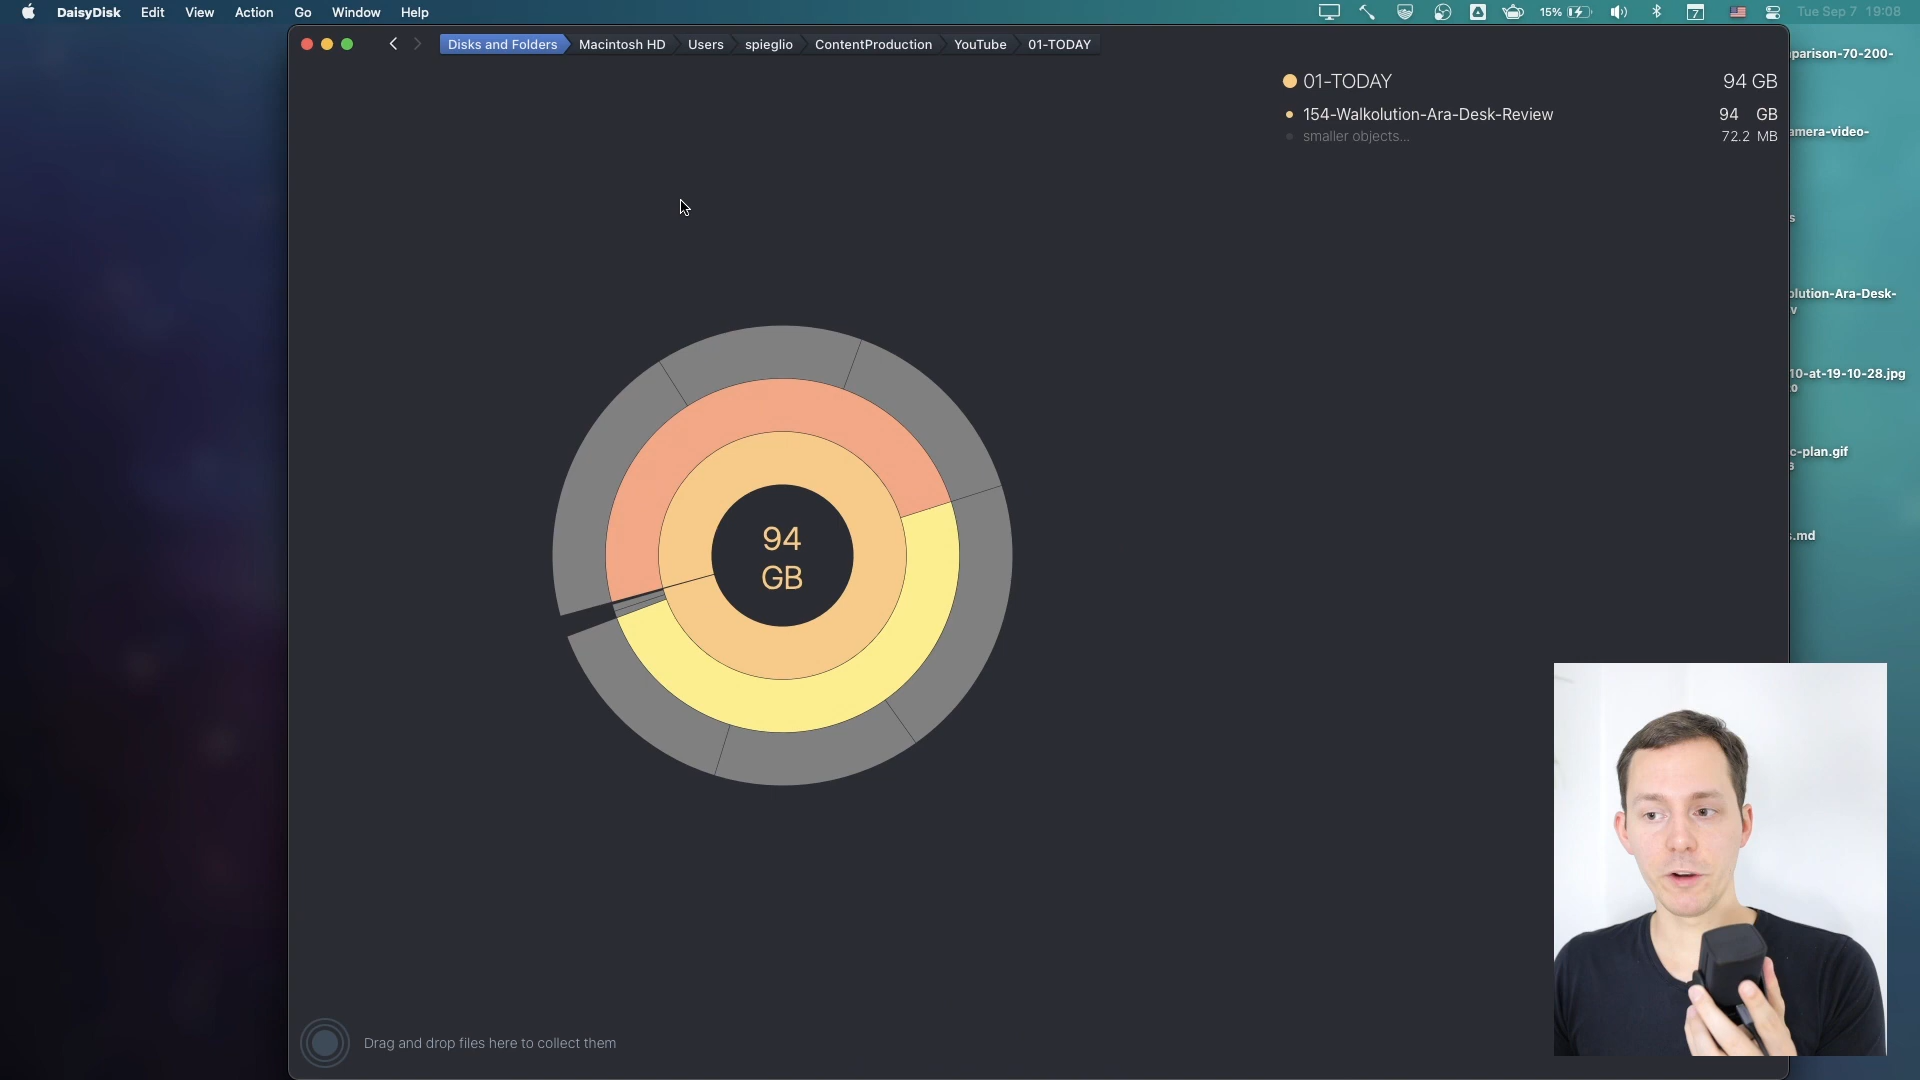 DaisyDisk Edit View Action Go Window Help
15%
7
Tue Sep 7 19:08
Disks and Folders Macintosh HD Users spieglio ContentProduction YouTube 01-TODAY
01-TODAY 94 GB
154-Walkolution-Ara-Desk-Review 94 GB
smaller objects... 72.2 MB
94
GB
Drag and drop files here to collect them
parison-70-200-
amera-video-
s
olution-Ara-Desk-
10-at-19-10-28.jpg
c-plan.gif
s.md